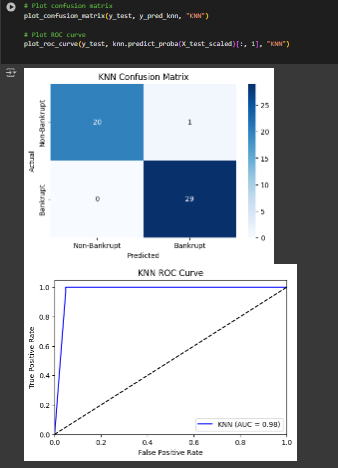 # Plot confusion matrix
plot_confusion_matrix(y_test, y_pred_knn, "KNN")
# Plot ROC curve
plot_roc_curve(y_test, knn.predict_proba(X_test_scaled)[:, 1], "KNN")
KNN Confusion Matrix
Actual
Non-Bankrupt
20
1
Bankrupt
0
29
Non-Bankrupt
Bankrupt
Predicted
25
20
15
10
5
0
KNN ROC Curve
True Positive Rate
1.0
0.8
0.6
0.4
0.2
0.0
KNN (AUC = 0.98)
0.0
0.2
0.4
0.6
0.8
1.0
False Positive Rate